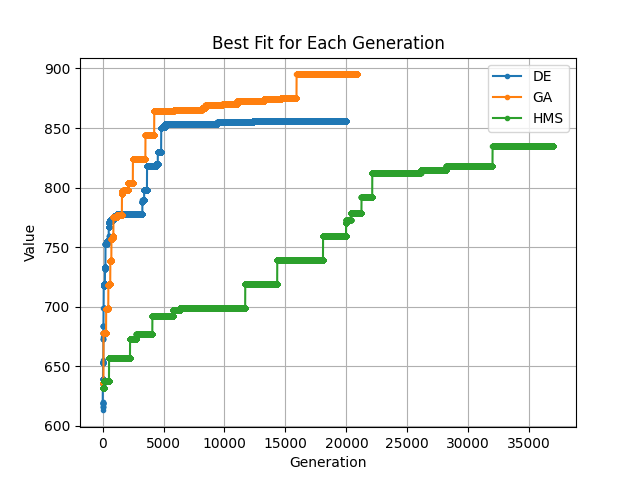 Best Fit for Each Generation
900
850
800
750
700
650
600
Value
DE
GA
HMS
0 5000 10000 15000 20000 25000 30000 35000
Generation